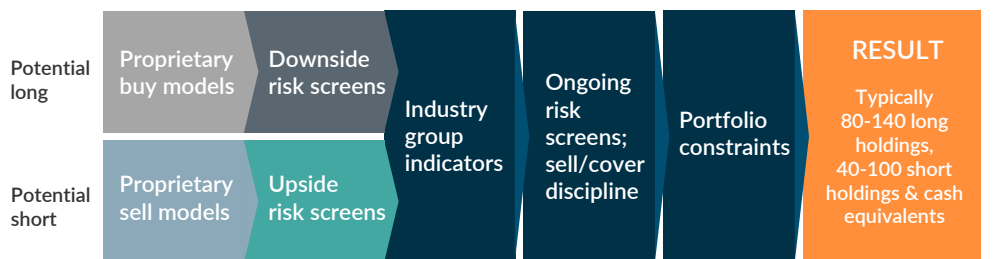 Potential
long
Proprietary
buy models
Downside
risk screens
Potential
short
Proprietary
sell models
Upside
risk screens
Industry
group
indicators
Ongoing
risk
screens;
sell/cover
discipline
Portfolio
constraints
RESULT
Typically
80-140 long
holdings,
40-100 short
holdings & cash
equivalents